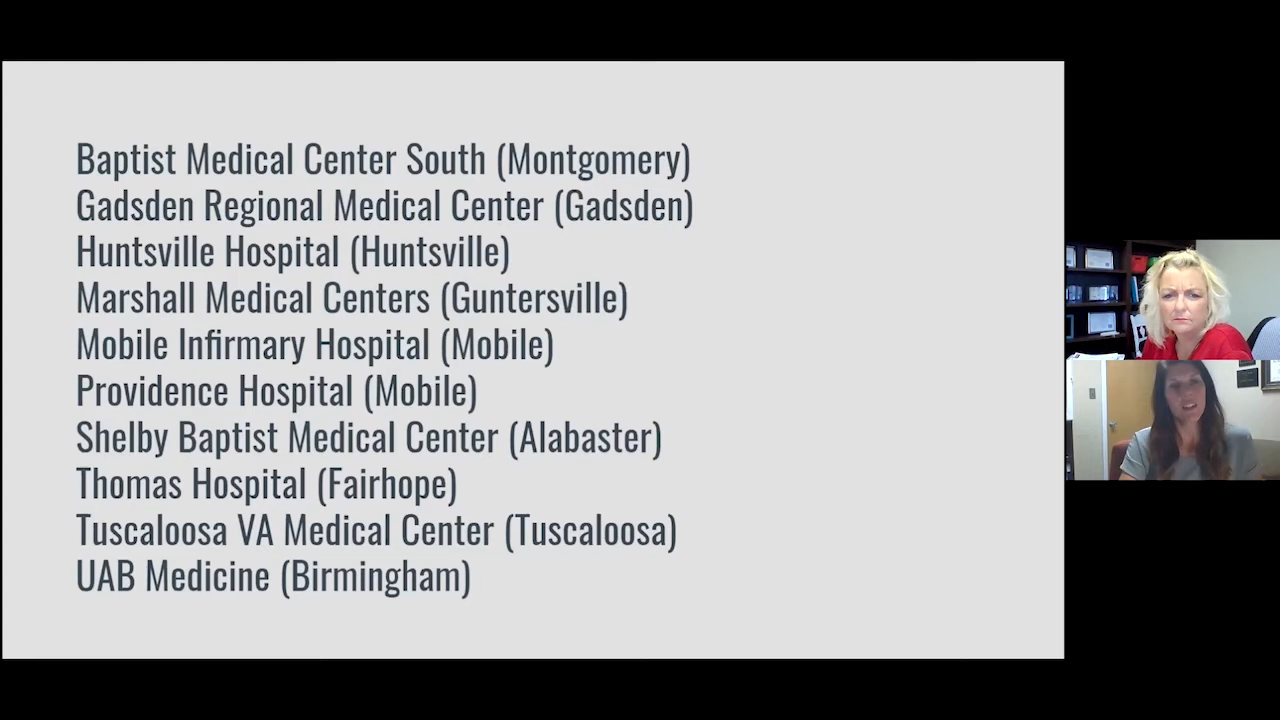 Baptist Medical Center South (Montgomery)
Gadsden Regional Medical Center (Gadsden)
Huntsville Hospital (Huntsville)
Marshall Medical Centers (Guntersville)
Mobile Infirmary Hospital (Mobile)
Providence Hospital (Mobile)
Shelby Baptist Medical Center (Alabaster)
Thomas Hospital (Fairhope)
Tuscaloosa VA Medical Center (Tuscaloosa)
UAB Medicine (Birmingham)